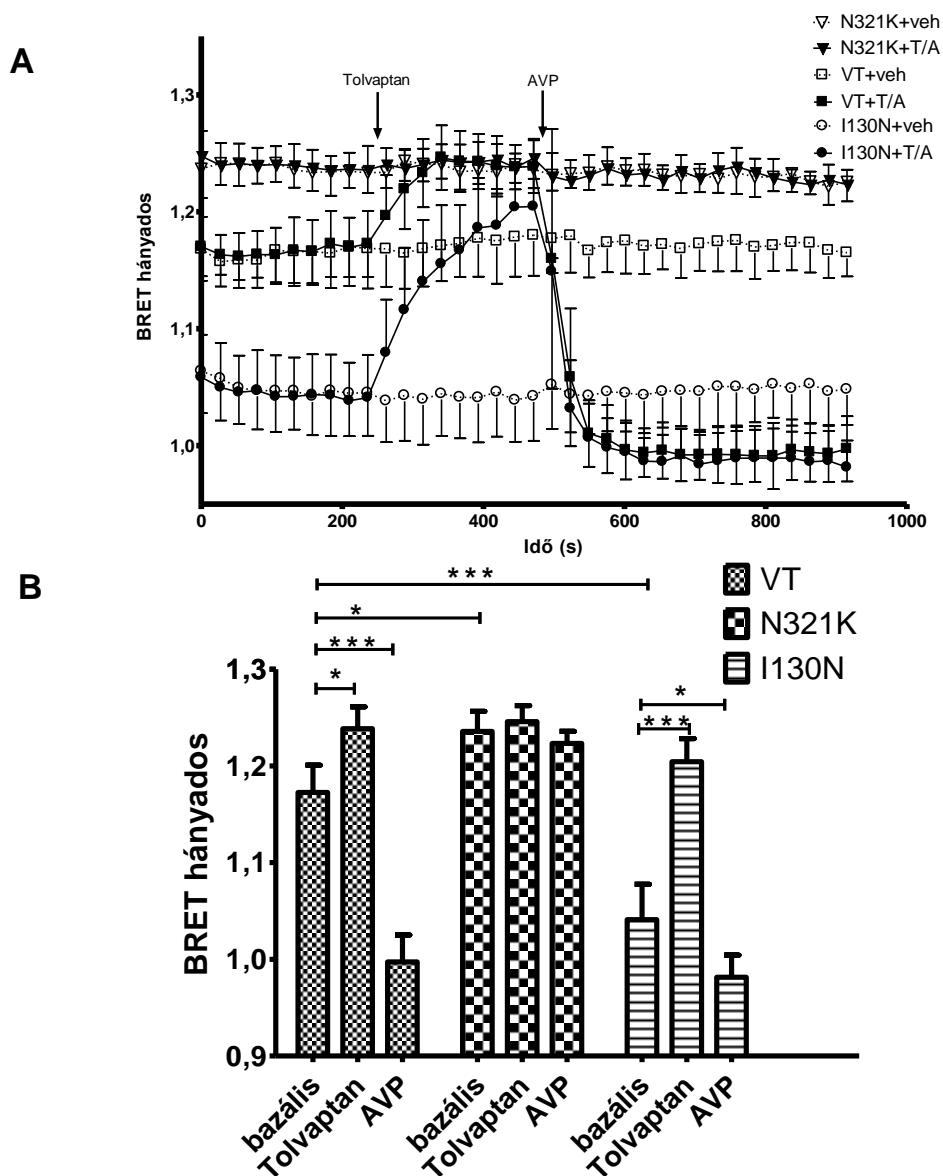 A
N321K+veh
N321K+T/A
VT+veh
VT+T/A
I130N+veh
I130N+T/A
Tolvaptan
AVP
BRET hányados
1,3
1,2
1,1
1,0
0
200
400
600
800
1000
Idő (s)
B
VT
N321K
I130N
***
*
***
*
*
***
BRET hányados
1,3
1,2
1,1
1,0
0,9
bazális
Tolvaptan
AVP
bazális
Tolvaptan
AVP
bazális
Tolvaptan
AVP